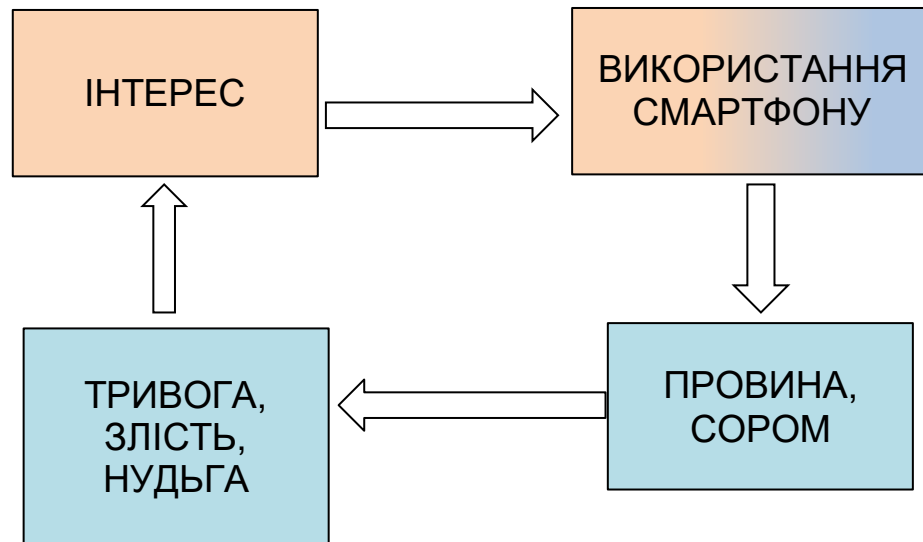 ІНТЕРЕС
ВИКОРИСТАННЯ
СМАРТФОНУ
ТРИВОГА,
ЗЛІСТЬ,
НУДЬГА
ПРОВИНА,
СОРОМ